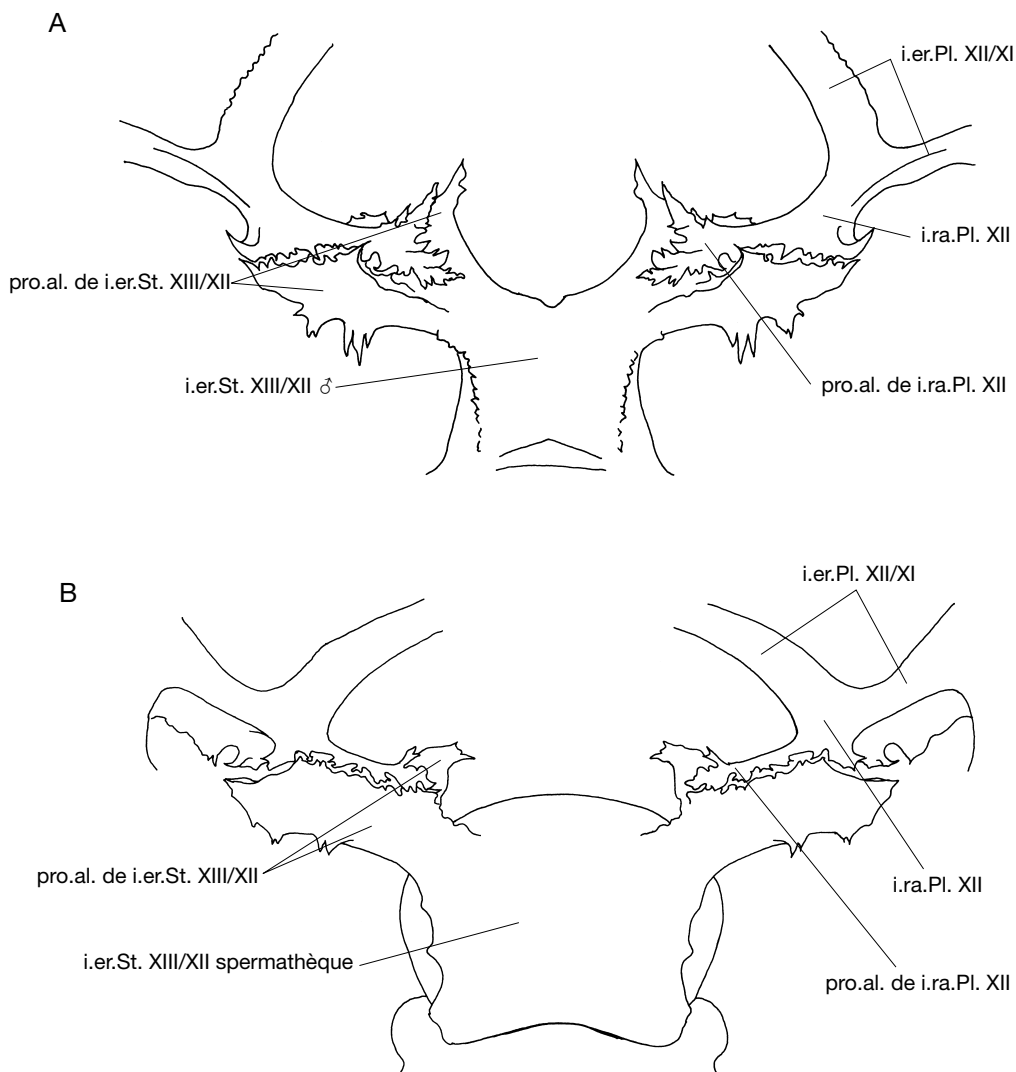 A
i.er.Pl. XII/XI
i.ra.Pl. XII
pro.al. de i.er.St. XIII/XII
i.er.St. XIII/XII ♂
pro.al. de i.ra.Pl. XII
B
i.er.Pl. XII/XI
pro.al. de i.er.St. XIII/XII
i.ra.Pl. XII
i.er.St. XIII/XII spermathèque
pro.al. de i.ra.Pl. XII